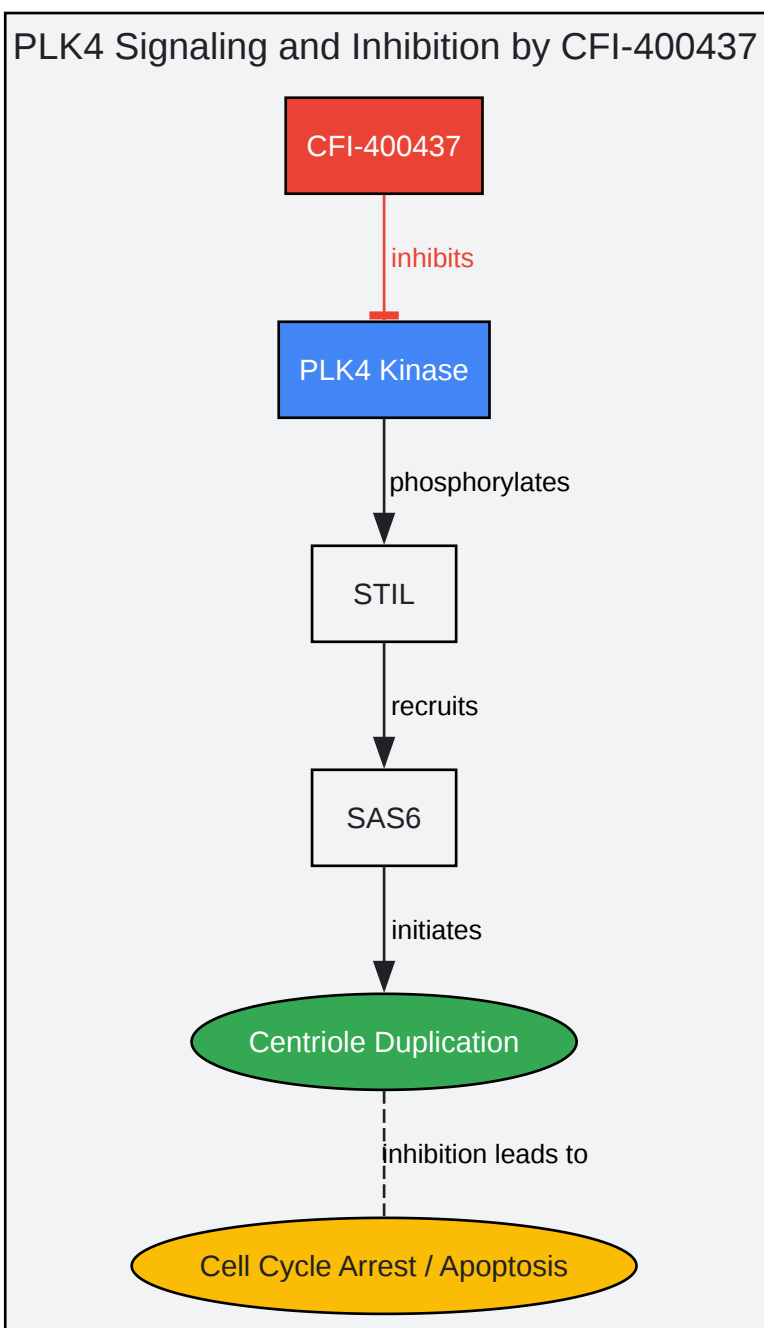 PLK4 Signaling and Inhibition by CFI-400437
CFI-400437
inhibits
PLK4 Kinase
phosphorylates
STIL
recruits
SAS6
initiates
Centriole Duplication
inhibition leads to
Cell Cycle Arrest / Apoptosis